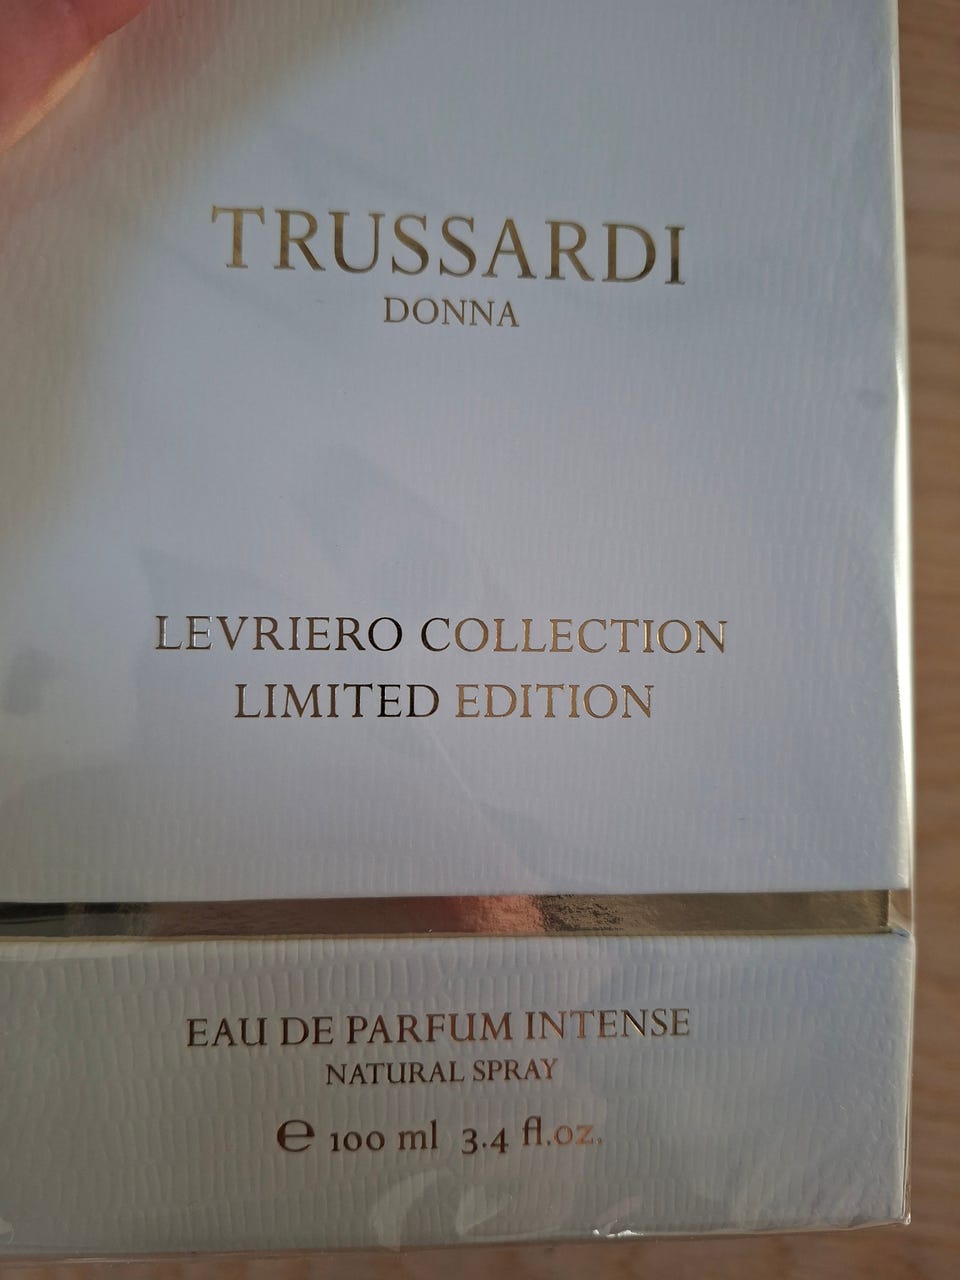 TRUSSARDI
DONNA
LEVRIERO COLLECTION
LIMITED EDITION
EAU DE PARFUM INTENSE
NATURAL SPRAY
℮ 100 ml 3.4 fl.oz.